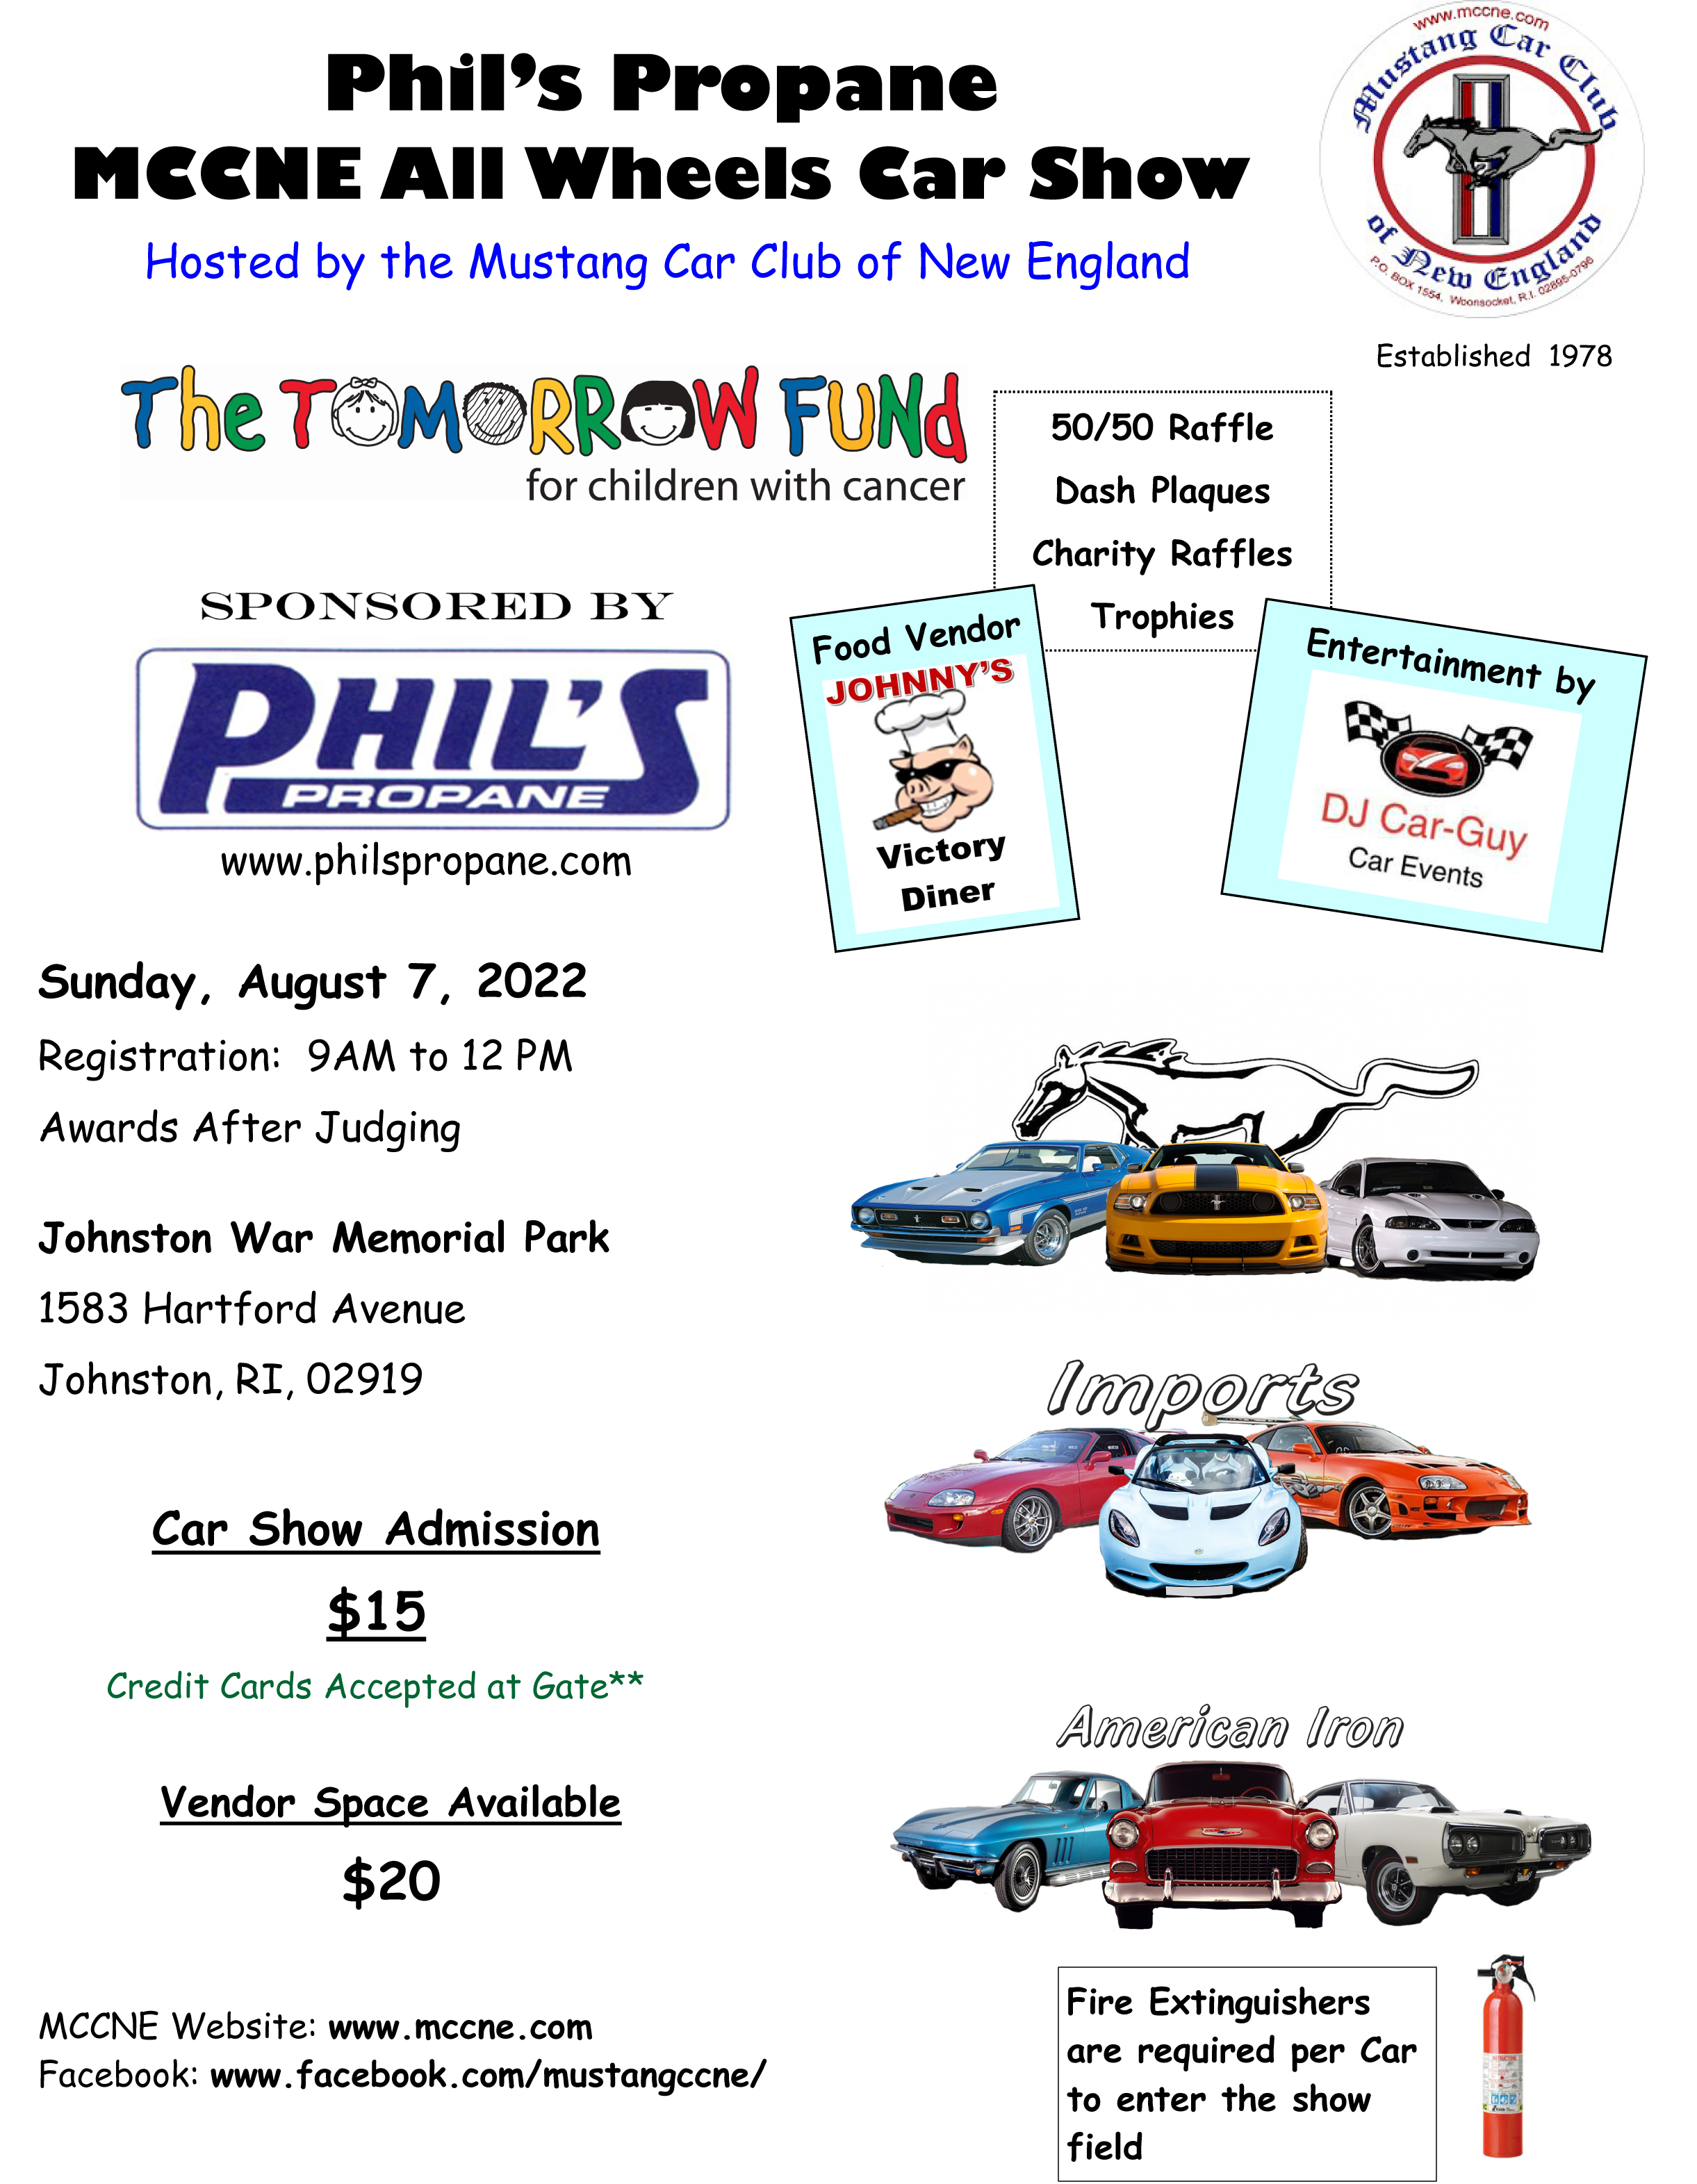 Phil's Propane
MCCNE All Wheels Car Show
Hosted by the Mustang Car Club of New England
www.mccne.com
Mustang Car Club
of New England
P.O. BOX 1554, Woonsocket, R.I. 02895-0796
Established 1978
The TOMORROW FUNd
for children with cancer
50/50 Raffle
Dash Plaques
Charity Raffles
Trophies
SPONSORED BY
PHIL'S
PROPANE
www.philspropane.com
Food Vendor
JOHNNY'S
Victory
Diner
Entertainment by
DJ Car-Guy
Car Events
Sunday, August 7, 2022
Registration: 9AM to 12 PM
Awards After Judging
Johnston War Memorial Park
1583 Hartford Avenue
Johnston, RI, 02919
Imports
Car Show Admission
$15
Credit Cards Accepted at Gate**
American Iron
Vendor Space Available
$20
MCCNE Website: www.mccne.com
Facebook: www.facebook.com/mustangccne/
Fire Extinguishers
are required per Car
to enter the show
field